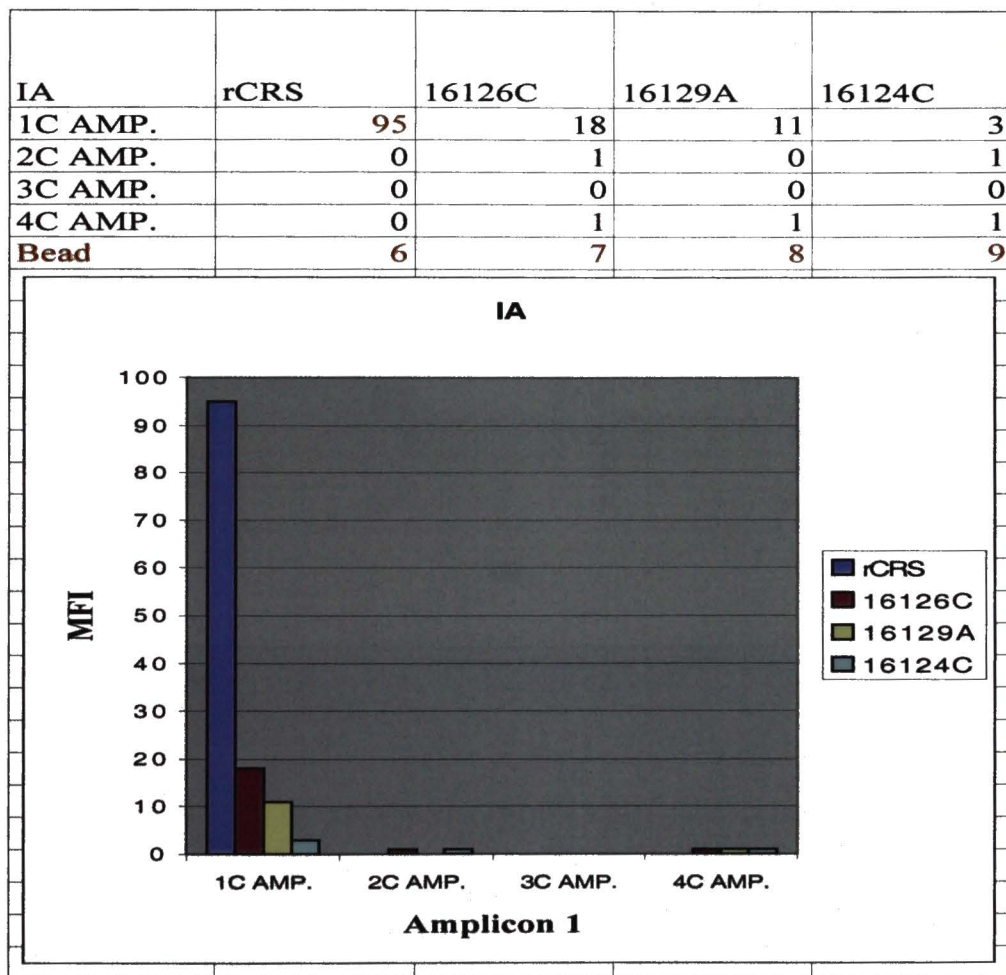 IA rCRS 16126C 16129A 16124C
1C AMP. 95 18 11 3
2C AMP. 0 1 0 1
3C AMP. 0 0 0 0
4C AMP. 0 1 1 1
Bead 6 7 8 9
IA
100
90
80
70
60
50
40
30
20
10
0
MFI
1C AMP. 2C AMP. 3C AMP. 4C AMP.
Amplicon 1
rCRS
16126C
16129A
16124C